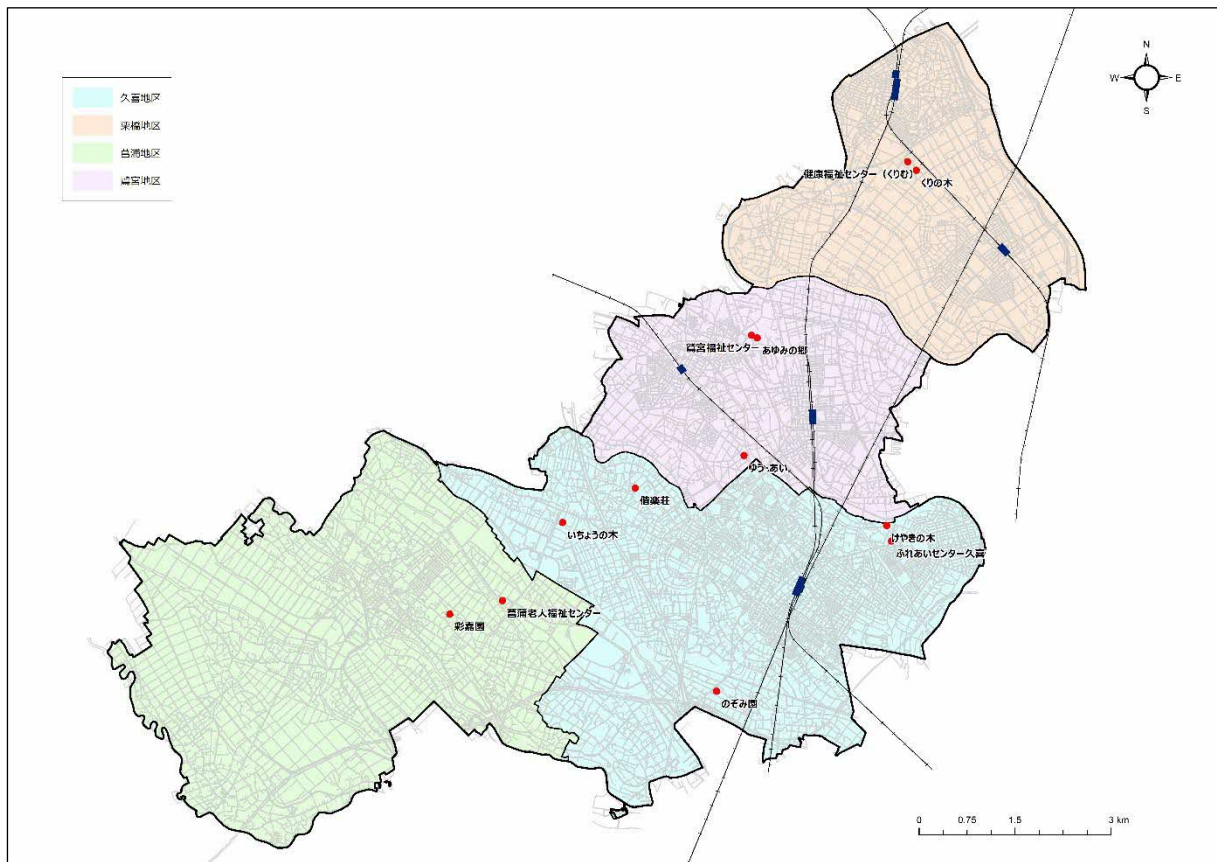 N
W
E
S
久喜地区
栗橋地区
菖蒲地区
鷲宮地区
健康福祉センター（くりむ）
くりの木
鷲宮福祉センター
あゆみの郷
ゆう・あい
偕楽荘
いちょうの木
けやきの木
ふれあいセンター久喜
菖蒲老人福祉センター
彩嘉園
のぞみ園
0 0.75 1.5 3 km